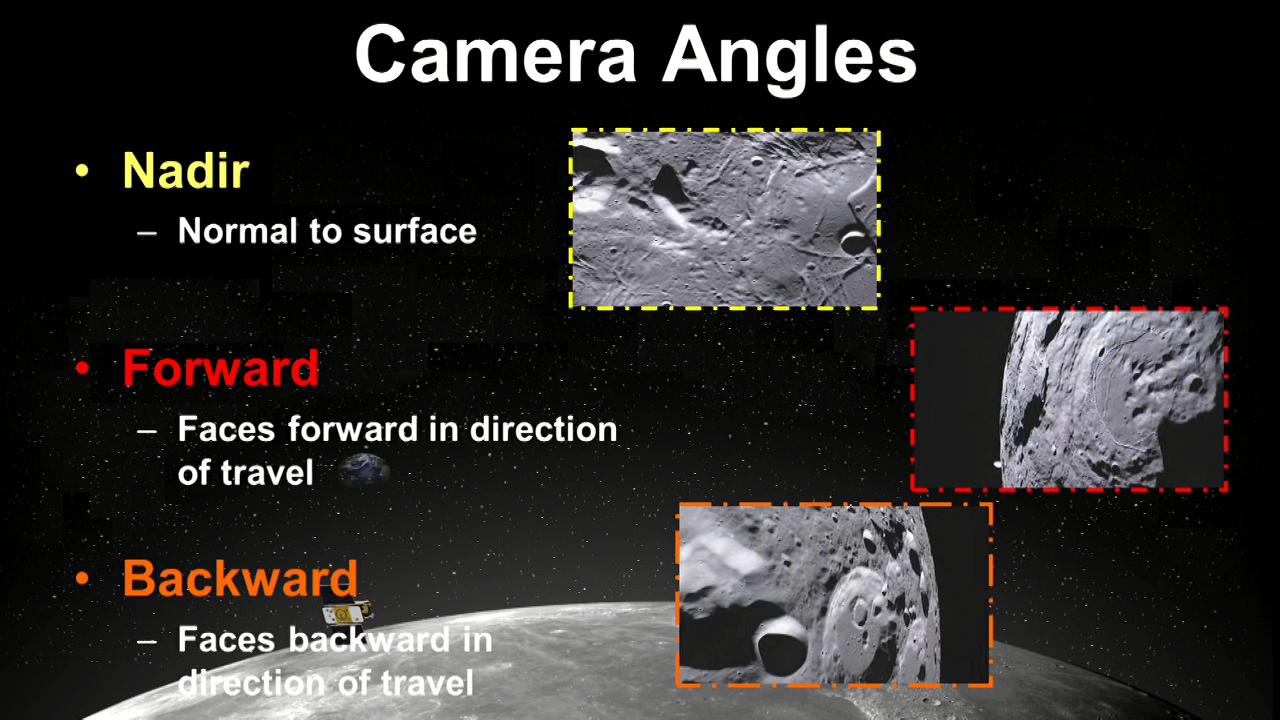 Camera Angles
• Nadir
– Normal to surface
• Forward
– Faces forward in direction
of travel
• Backward
– Faces backward in
direction of travel